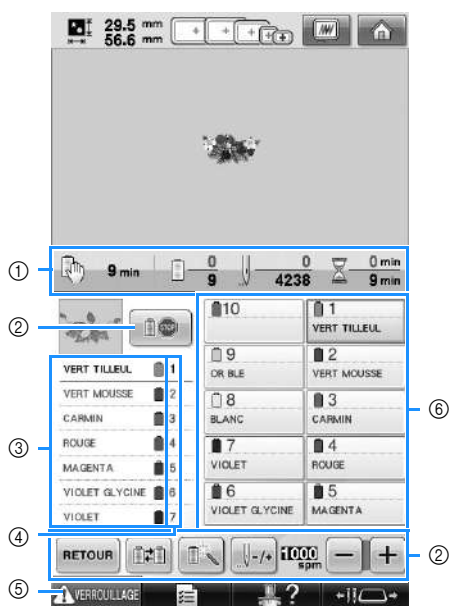 29.5 mm
56.6 mm
① 9 min 0 0 0 min
9 4238 9 min
②
STOP
VERT TILLEUL 1
VERT MOUSSE 2
CARMIN 3
ROUGE 4
MAGENTA 5
VIOLET GLYCINE 6
VIOLET 7
③
④
10
1
VERT TILLEUL
9
OR BLE
2
VERT MOUSSE
8
BLANC
3
CARMIN
7
VIOLET
4
ROUGE
6
VIOLET GLYCINE
5
MAGENTA
⑥
RETOUR -/+ 1000 spm − +
②
⑤ VERROUILLAGE ?